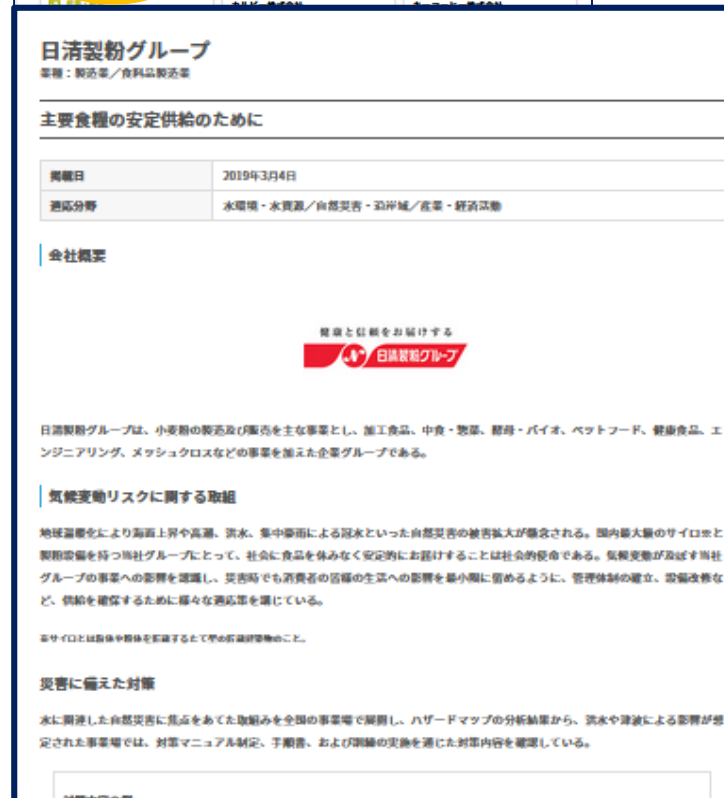 日清製粉グループ
業種：製造業／食料品製造業
主要食糧の安定供給のために
掲載日 2019年3月4日
適応分野 水環境・水資源／自然災害・沿岸域／産業・経済活動
会社概要
健康と信頼をお届けする
日清製粉グループ
日清製粉グループは、小麦粉の製造及び販売を主な事業とし、加工食品、中食・惣菜、酵母・バイオ、ペットフード、健康食品、エ
ンジニアリング、メッシュクロスなどの事業を加えた企業グループである。
気候変動リスクに関する取組
地球温暖化により海面上昇や高潮、洪水、集中豪雨による冠水といった自然災害の被害拡大が懸念される。国内最大級のサイロ※と
製粉設備を持つ当社グループにとって、社会に食品を休みなく安定的にお届けすることは社会的使命である。気候変動が及ぼす当社
グループの事業への影響を認識し、災害時でも消費者の皆様の生活への影響を最小限に留めるように、管理体制の確立、設備改修な
ど、供給を確保するために様々な適応策を講じている。
※サイロとは粉体や粒体を貯蔵するたて型の貯蔵建築物のこと。
災害に備えた対策
水に関連した自然災害に焦点をあてた取組みを全国の事業場で展開し、ハザードマップの分析結果から、洪水や津波による影響が想
定された事業場では、対策マニュアル制定、手順書、および訓練の実施を通じた対策内容を確認している。